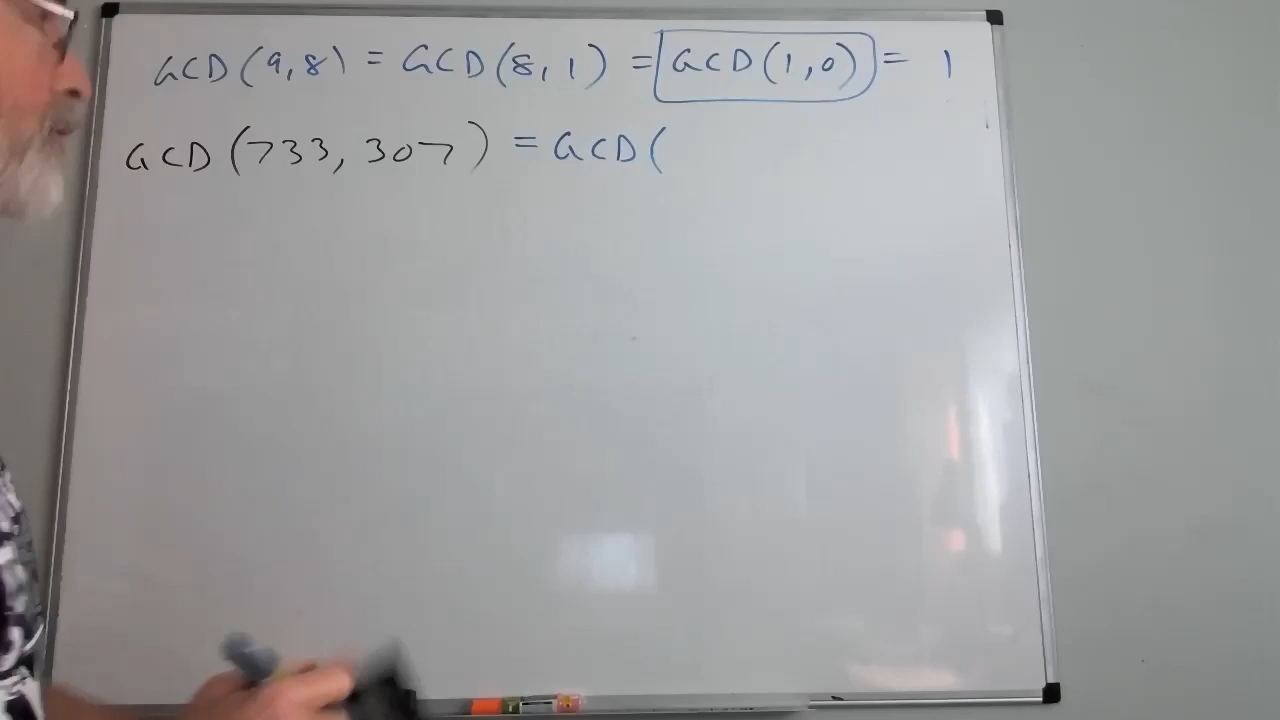 GCD(9,8) = GCD(8,1) = GCD(1,0) = 1
GCD(733, 307) = GCD(